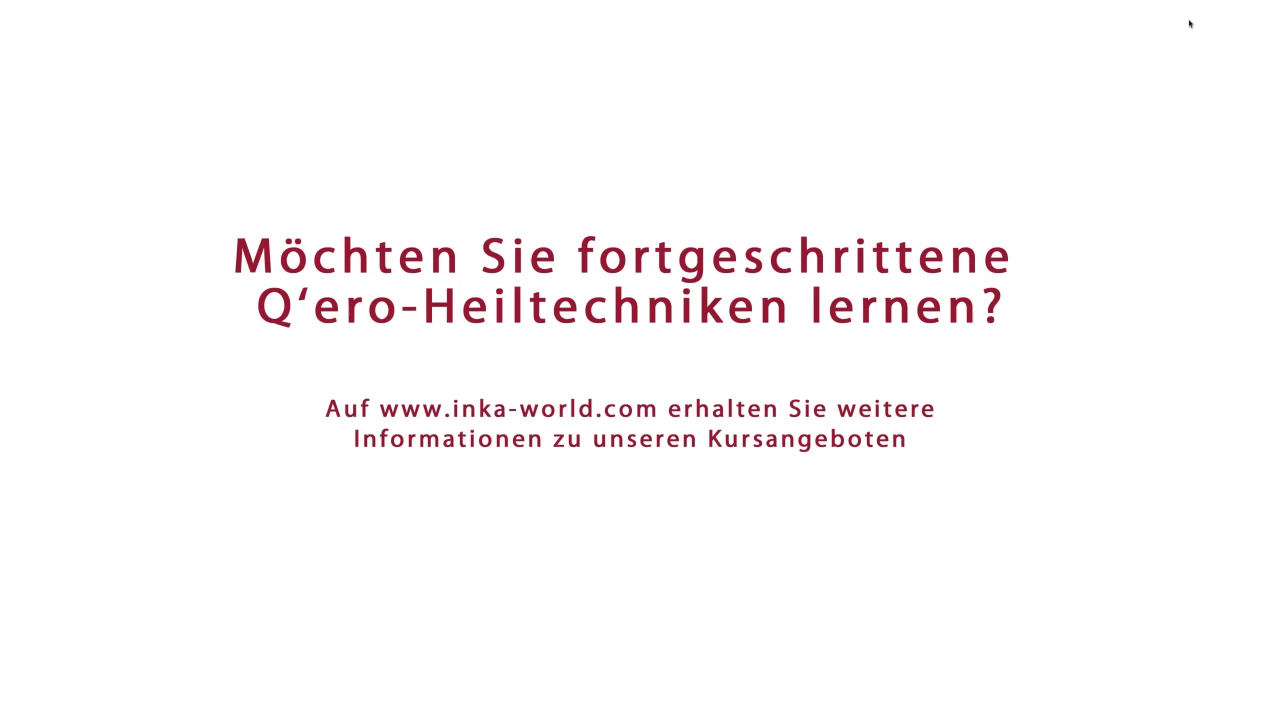 Möchten Sie fortgeschrittene
Q‘ero-Heiltechniken lernen?
Auf www.inka-world.com erhalten Sie weitere
Informationen zu unseren Kursangeboten